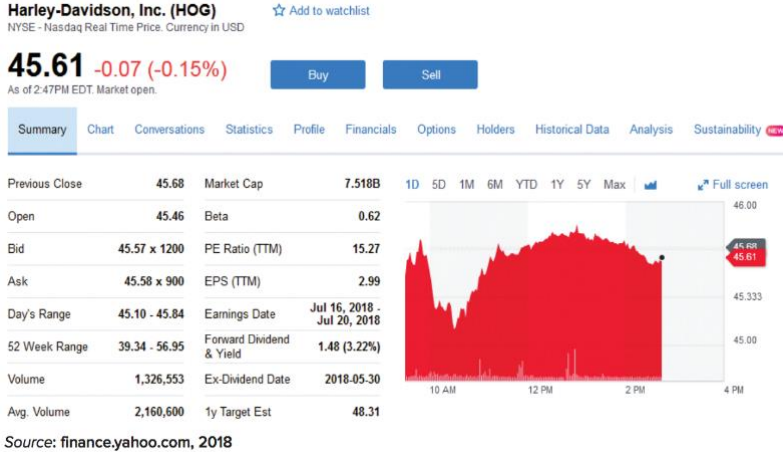 Harley-Davidson, Inc. (HOG)
Add to watchlist
NYSE - Nasdaq Real Time Price. Currency in USD
45.61 -0.07 (-0.15%)
Buy
Sell
As of 2:47PM EDT. Market open.
Summary Chart Conversations Statistics Profile Financials Options Holders Historical Data Analysis Sustainability NEW
Previous Close 45.68
Open 45.46
Bid 45.57 x 1200
Ask 45.58 x 900
Day's Range 45.10 - 45.84
52 Week Range 39.34 - 56.95
Volume 1,326,553
Avg. Volume 2,160,600
Market Cap 7.518B
Beta 0.62
PE Ratio (TTM) 15.27
EPS (TTM) 2.99
Earnings Date Jul 16, 2018 -
Jul 20, 2018
Forward Dividend
& Yield 1.48 (3.22%)
Ex-Dividend Date 2018-05-30
1y Target Est 48.31
1D 5D 1M 6M YTD 1Y 5Y Max
Full screen
46.00
45.68
45.61
45.333
45.00
10 AM 12 PM 2 PM 4 PM
Source: finance.yahoo.com, 2018